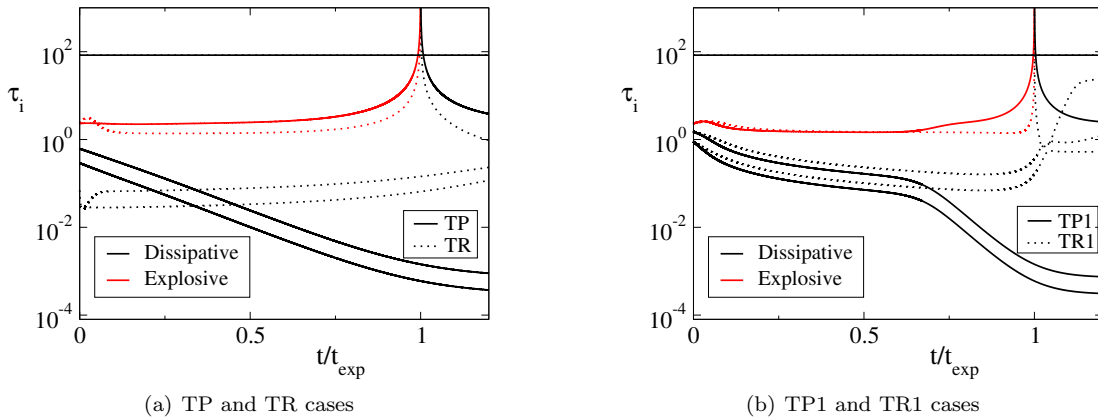 10^2
τ_i
10^0
10^-2
10^-4
TP
TR
Dissipative
Explosive
0
0.5
1
t/t_exp
(a) TP and TR cases
10^2
τ_i
10^0
10^-2
10^-4
TP1
TR1
Dissipative
Explosive
0
0.5
1
t/t_exp
(b) TP1 and TR1 cases